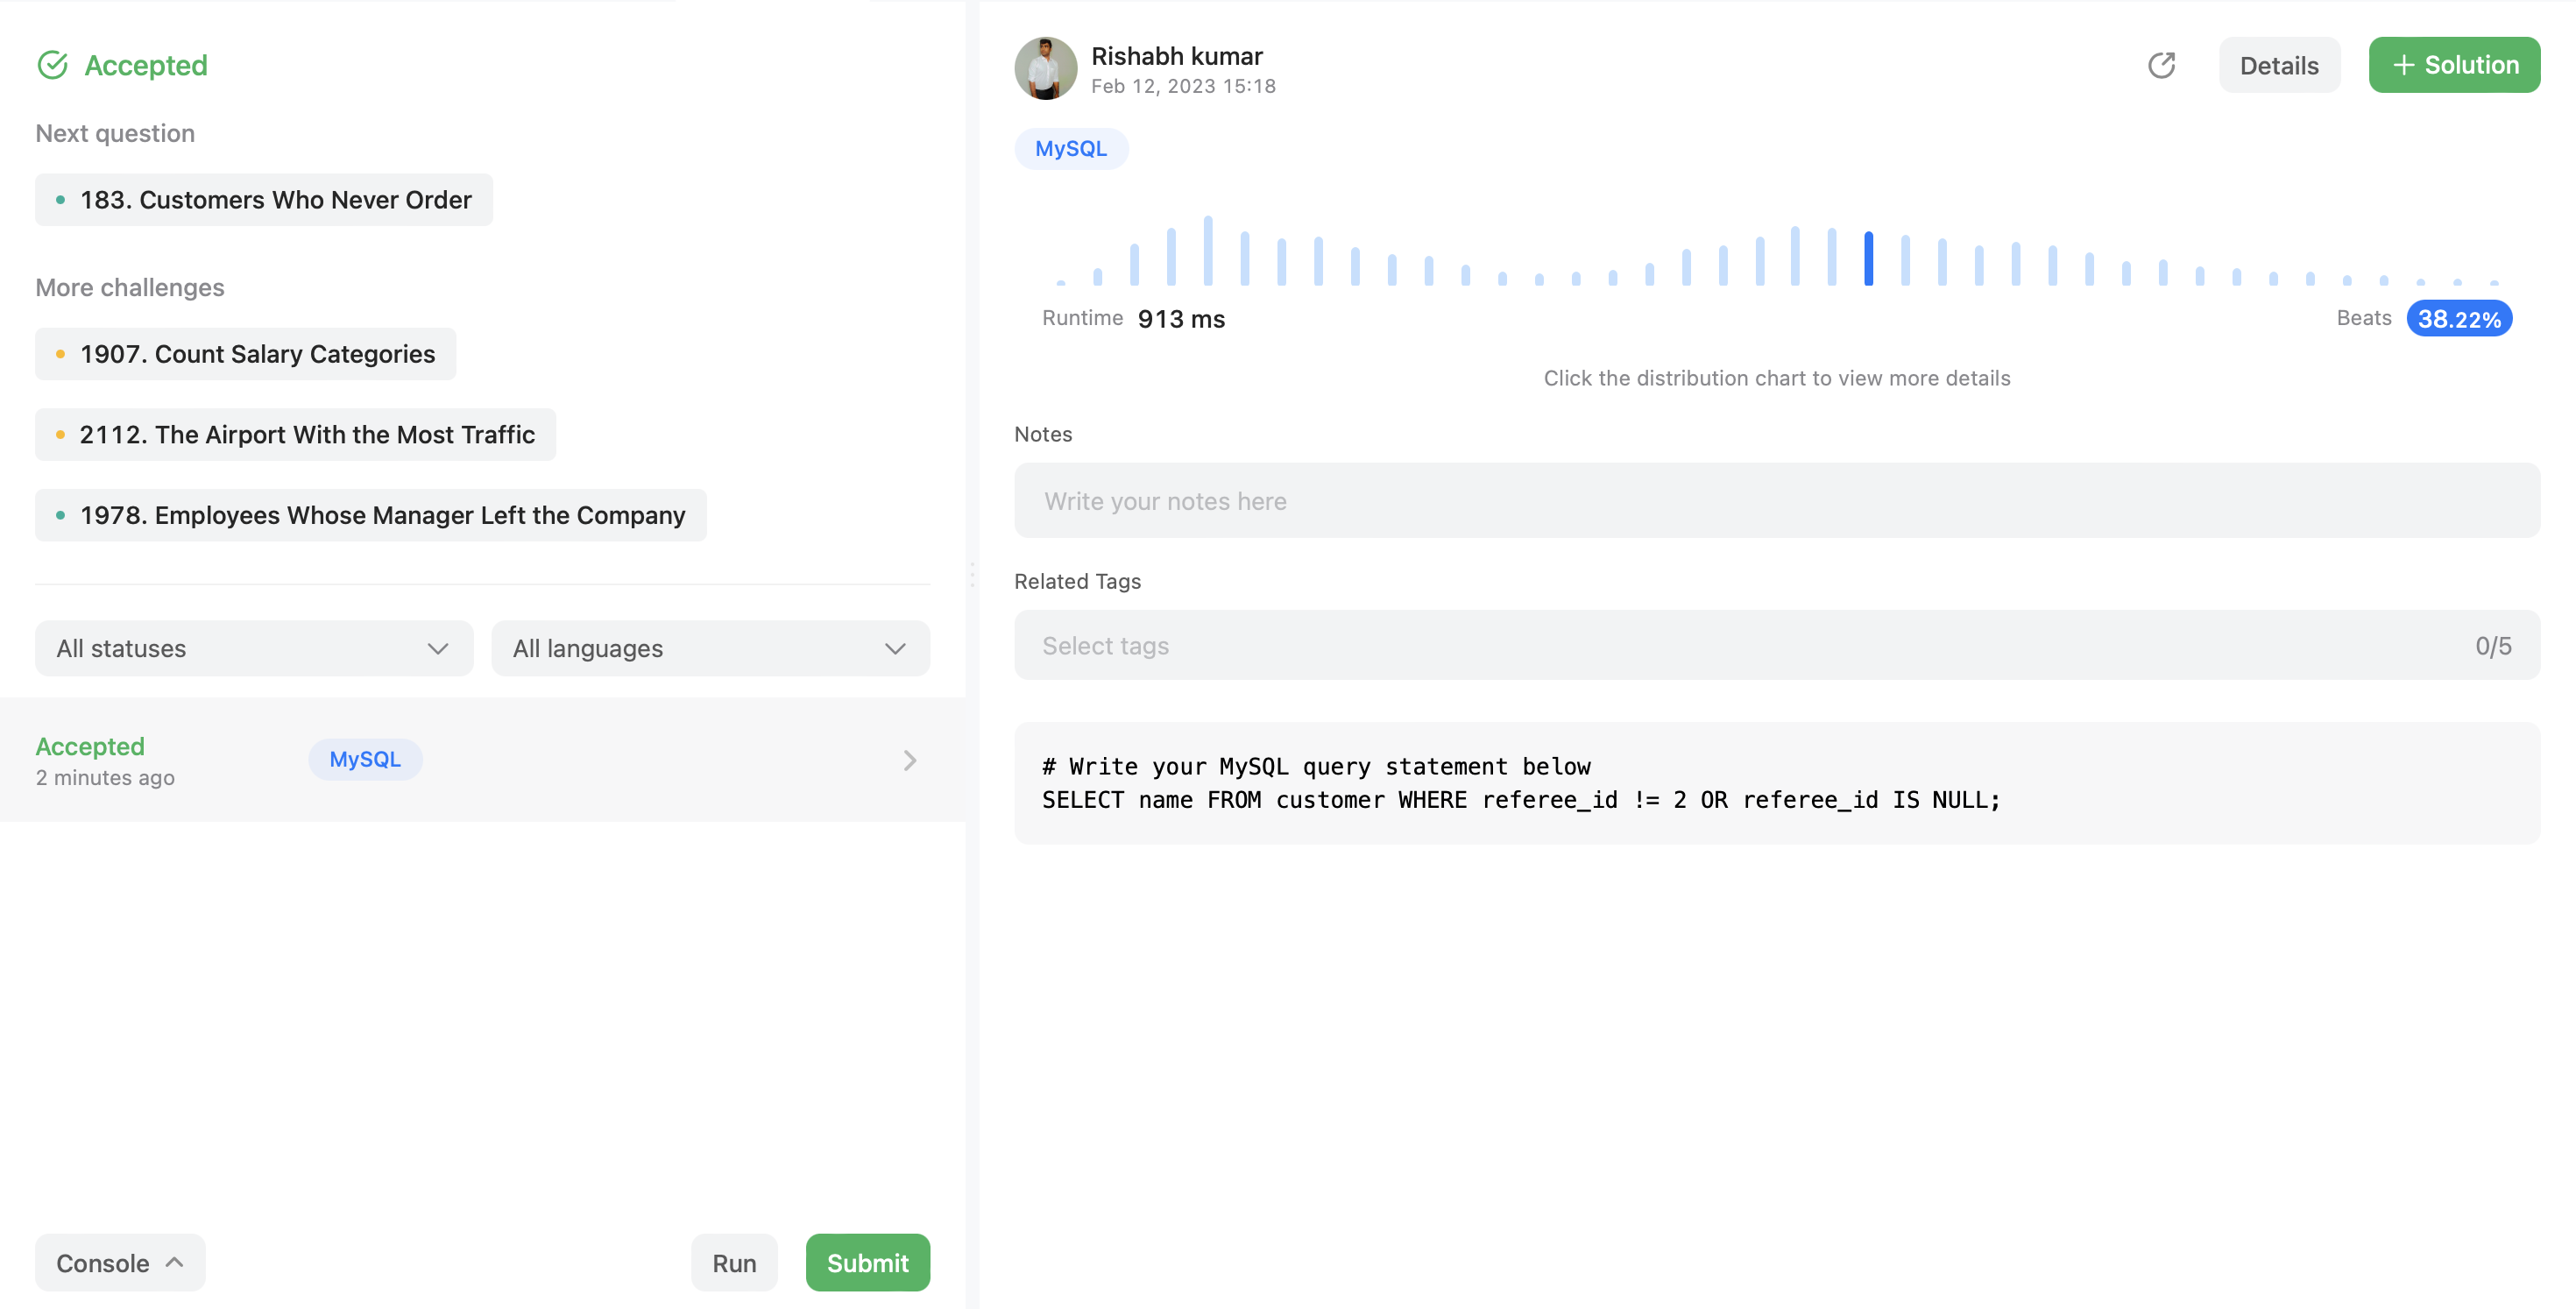 Accepted
Next question
183. Customers Who Never Order
More challenges
1907. Count Salary Categories
2112. The Airport With the Most Traffic
1978. Employees Whose Manager Left the Company
All statuses
All languages
Accepted
2 minutes ago
MySQL
Console
Run
Submit
Rishabh kumar
Feb 12, 2023 15:18
Details
+ Solution
MySQL
Runtime 913 ms
Beats 38.22%
Click the distribution chart to view more details
Notes
Write your notes here
Related Tags
Select tags
0/5
# Write your MySQL query statement below
SELECT name FROM customer WHERE referee_id != 2 OR referee_id IS NULL;